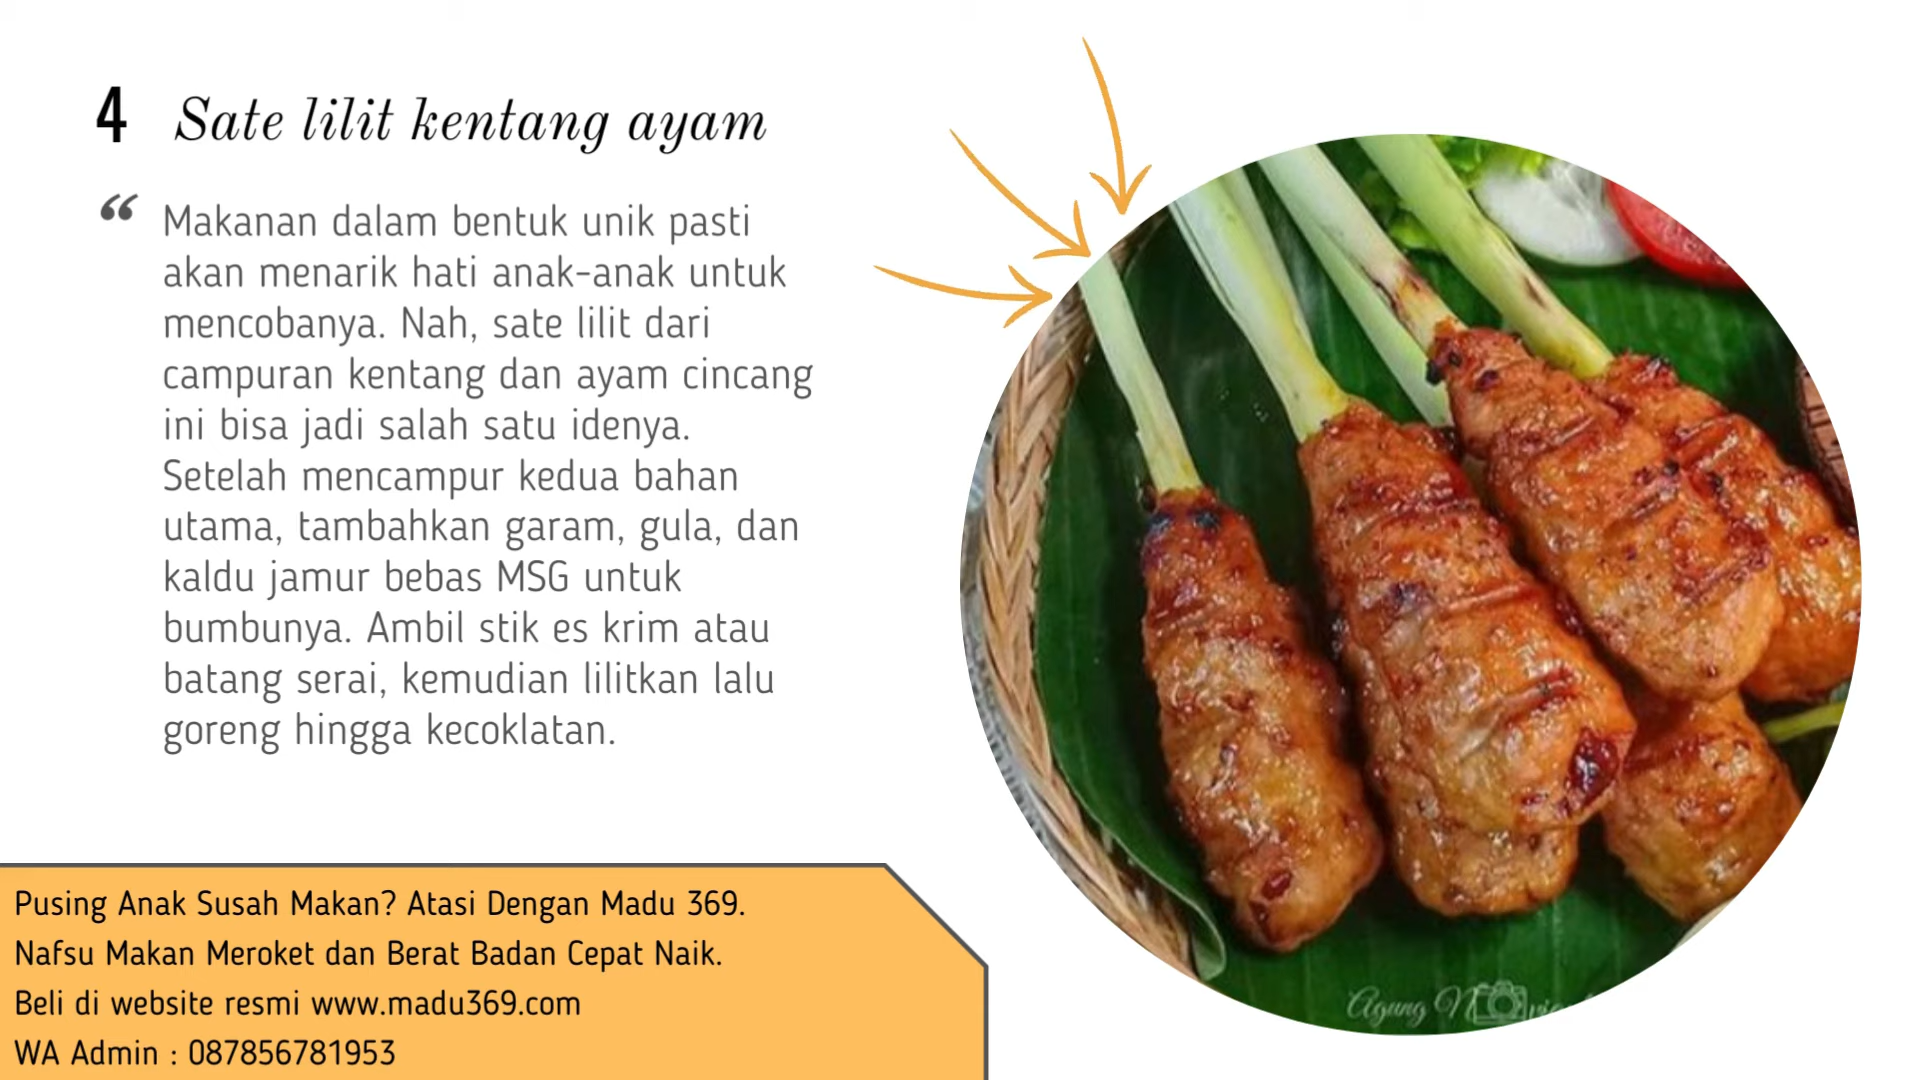 4 Sate lilit kentang ayam
“ Makanan dalam bentuk unik pasti
akan menarik hati anak-anak untuk
mencobanya. Nah, sate lilit dari
campuran kentang dan ayam cincang
ini bisa jadi salah satu idenya.
Setelah mencampur kedua bahan
utama, tambahkan garam, gula, dan
kaldu jamur bebas MSG untuk
bumbunya. Ambil stik es krim atau
batang serai, kemudian lilitkan lalu
goreng hingga kecoklatan.
Agung
Pusing Anak Susah Makan? Atasi Dengan Madu 369.
Nafsu Makan Meroket dan Berat Badan Cepat Naik.
Beli di website resmi www.madu369.com
WA Admin : 087856781953